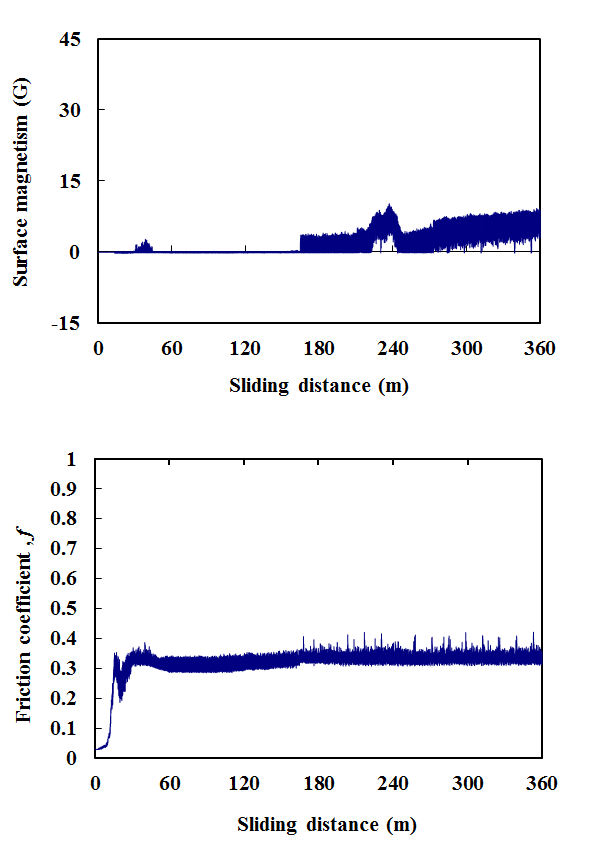 45
30
15
0
-15
Surface magnetism (G)
0 60 120 180 240 300 360
Sliding distance (m)
1
0.9
0.8
0.7
0.6
0.5
0.4
0.3
0.2
0.1
0
Friction coefficient , f
0 60 120 180 240 300 360
Sliding distance (m)